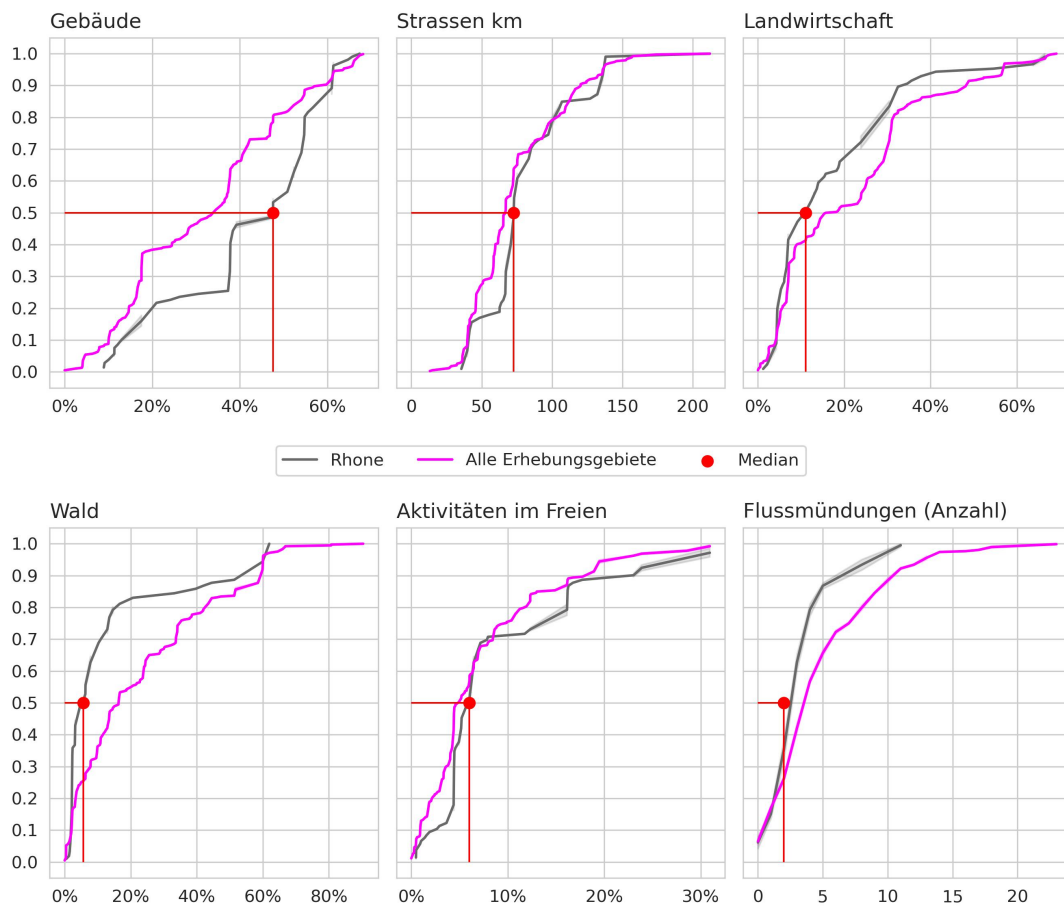 Gebäude
Strassen km
Landwirtschaft
1.0
0.9
0.8
0.7
0.6
0.5
0.4
0.3
0.2
0.1
0.0
0% 20% 40% 60%
0 50 100 150 200
0% 20% 40% 60%
Rhone Alle Erhebungsgebiete Median
Wald
Aktivitäten im Freien
Flussmündungen (Anzahl)
1.0
0.9
0.8
0.7
0.6
0.5
0.4
0.3
0.2
0.1
0.0
0% 20% 40% 60% 80%
0% 10% 20% 30%
0 5 10 15 20